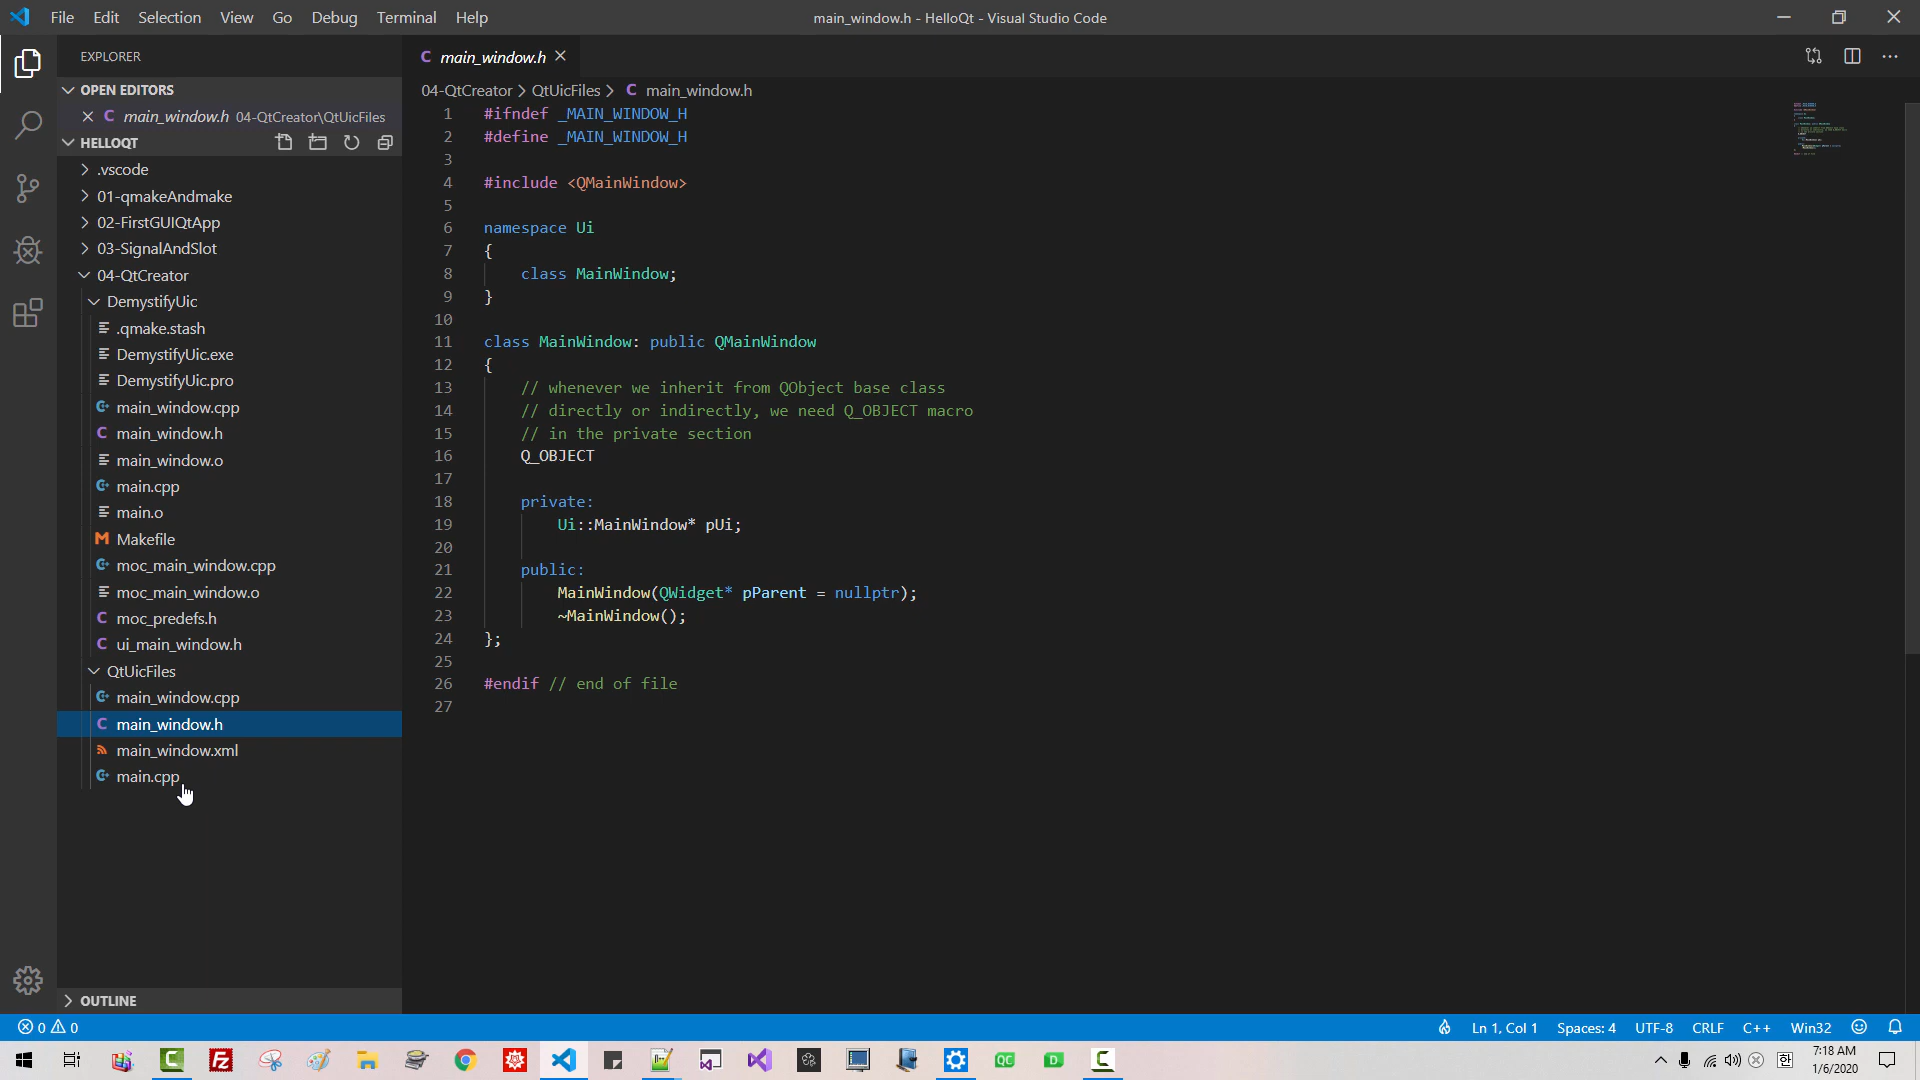 File Edit Selection View Go Debug Terminal Help
main_window.h - HelloQt - Visual Studio Code
EXPLORER
OPEN EDITORS
main_window.h 04-QtCreator\QtUicFiles
HELLOQT
.vscode
01-qmakeAndmake
02-FirstGUIQtApp
03-SignalAndSlot
04-QtCreator
DemystifyUic
.qmake.stash
DemystifyUic.exe
DemystifyUic.pro
main_window.cpp
main_window.h
main_window.o
main.cpp
main.o
Makefile
moc_main_window.cpp
moc_main_window.o
moc_predefs.h
ui_main_window.h
QtUicFiles
main_window.cpp
main_window.h
main_window.xml
main.cpp
OUTLINE
main_window.h
04-QtCreator > QtUicFiles > C main_window.h
1 #ifndef _MAIN_WINDOW_H
2 #define _MAIN_WINDOW_H
3
4 #include <QMainWindow>
5
6 namespace Ui
7 {
8 class MainWindow;
9 }
10
11 class MainWindow: public QMainWindow
12 {
13 // whenever we inherit from QObject base class
14 // directly or indirectly, we need Q_OBJECT macro
15 // in the private section
16 Q_OBJECT
17
18 private:
19 Ui::MainWindow* pUi;
20
21 public:
22 MainWindow(QWidget* pParent = nullptr);
23 ~MainWindow();
24 };
25
26 #endif // end of file
27
0 0
Ln 1, Col 1 Spaces: 4 UTF-8 CRLF C++ Win32
7:18 AM
1/6/2020